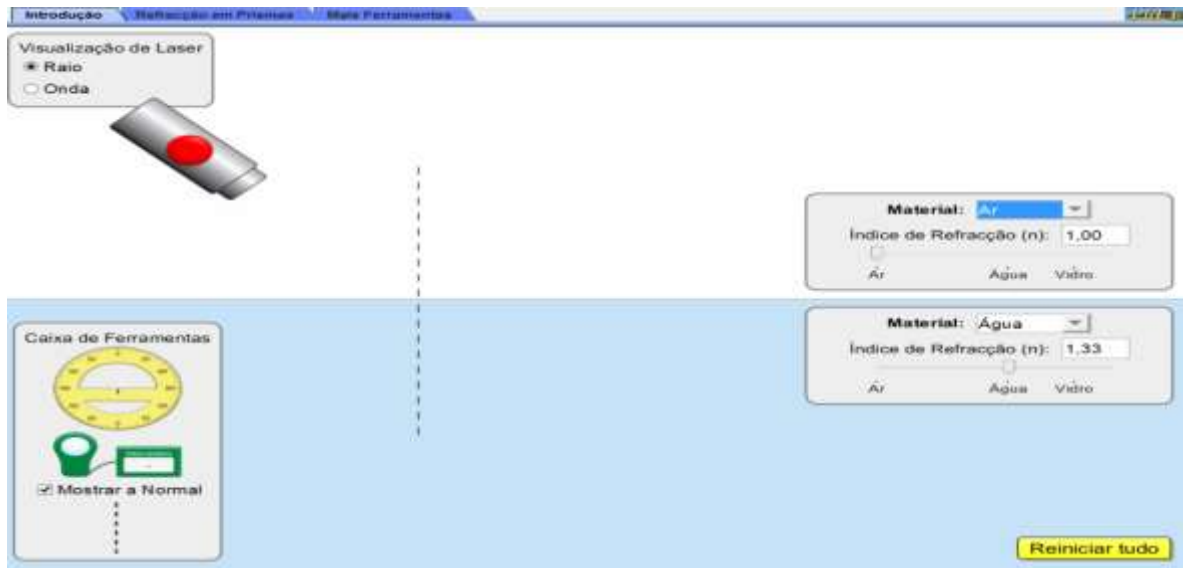 Introdução
Refracção em Prismas
Mais Ferramentas
Visualização de Laser
Raio
Onda
Material: Ar
Índice de Refracção (n): 1,00
Ar Água Vidro
Material: Água
Índice de Refracção (n): 1,33
Ar Água Vidro
Caixa de Ferramentas
Mostrar a Normal
Reiniciar tudo